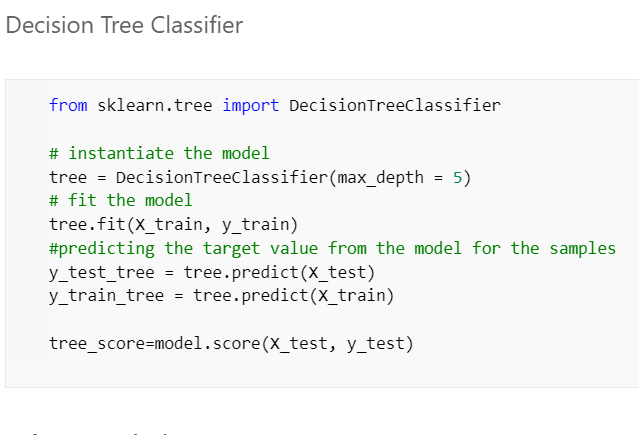 Decision Tree Classifier
from sklearn.tree import DecisionTreeClassifier
# instantiate the model
tree = DecisionTreeClassifier(max_depth = 5)
# fit the model
tree.fit(X_train, y_train)
#predicting the target value from the model for the samples
y_test_tree = tree.predict(X_test)
y_train_tree = tree.predict(X_train)
tree_score=model.score(X_test, y_test)